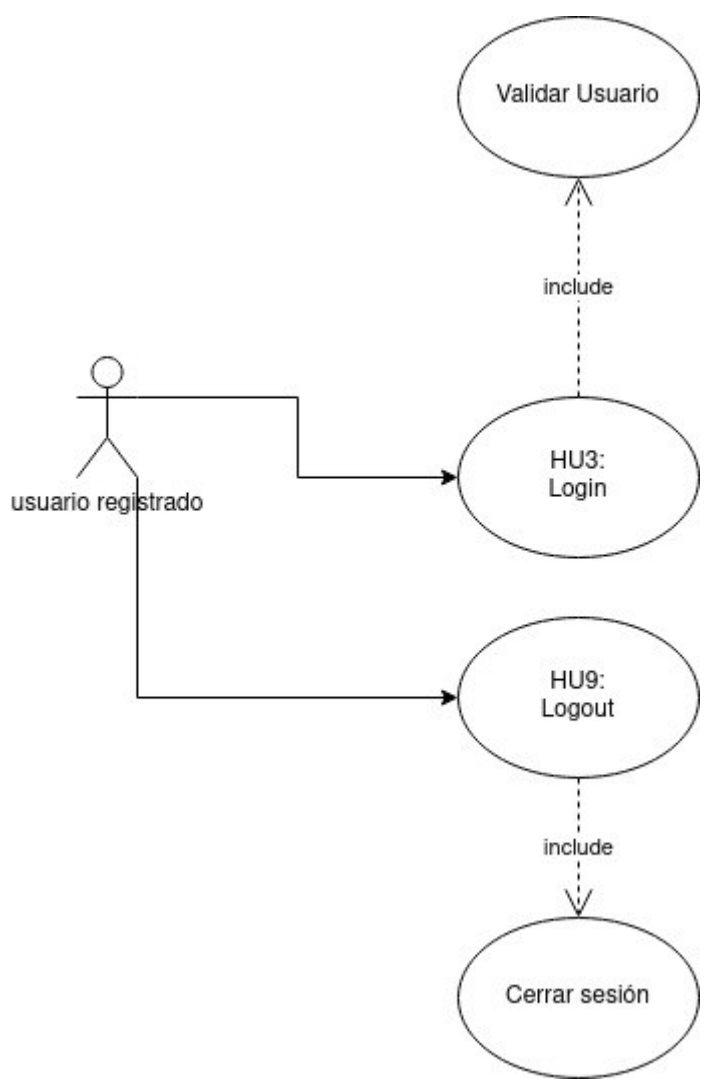 Validar Usuario
include
HU3:
Login
usuario registrado
HU9:
Logout
include
Cerrar sesión